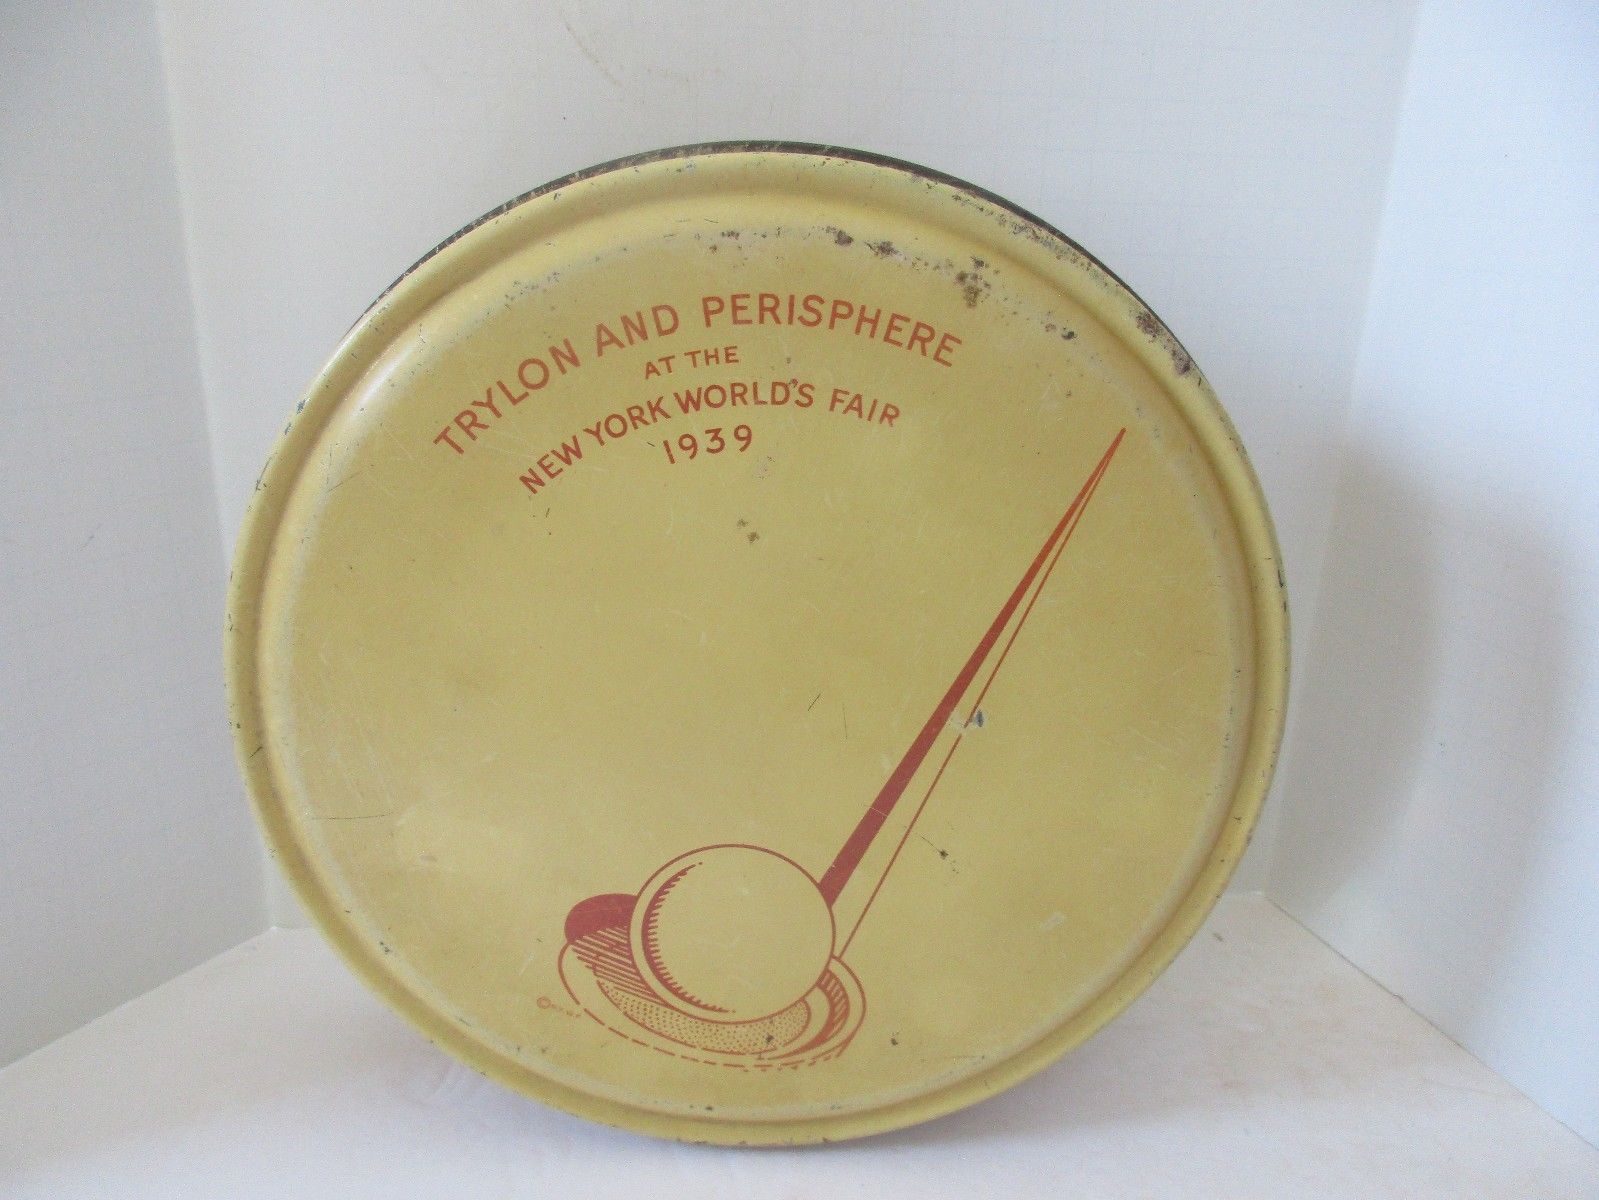 TRYLON AND PERISPHERE
AT THE
NEW YORK WORLD'S FAIR
1939
©